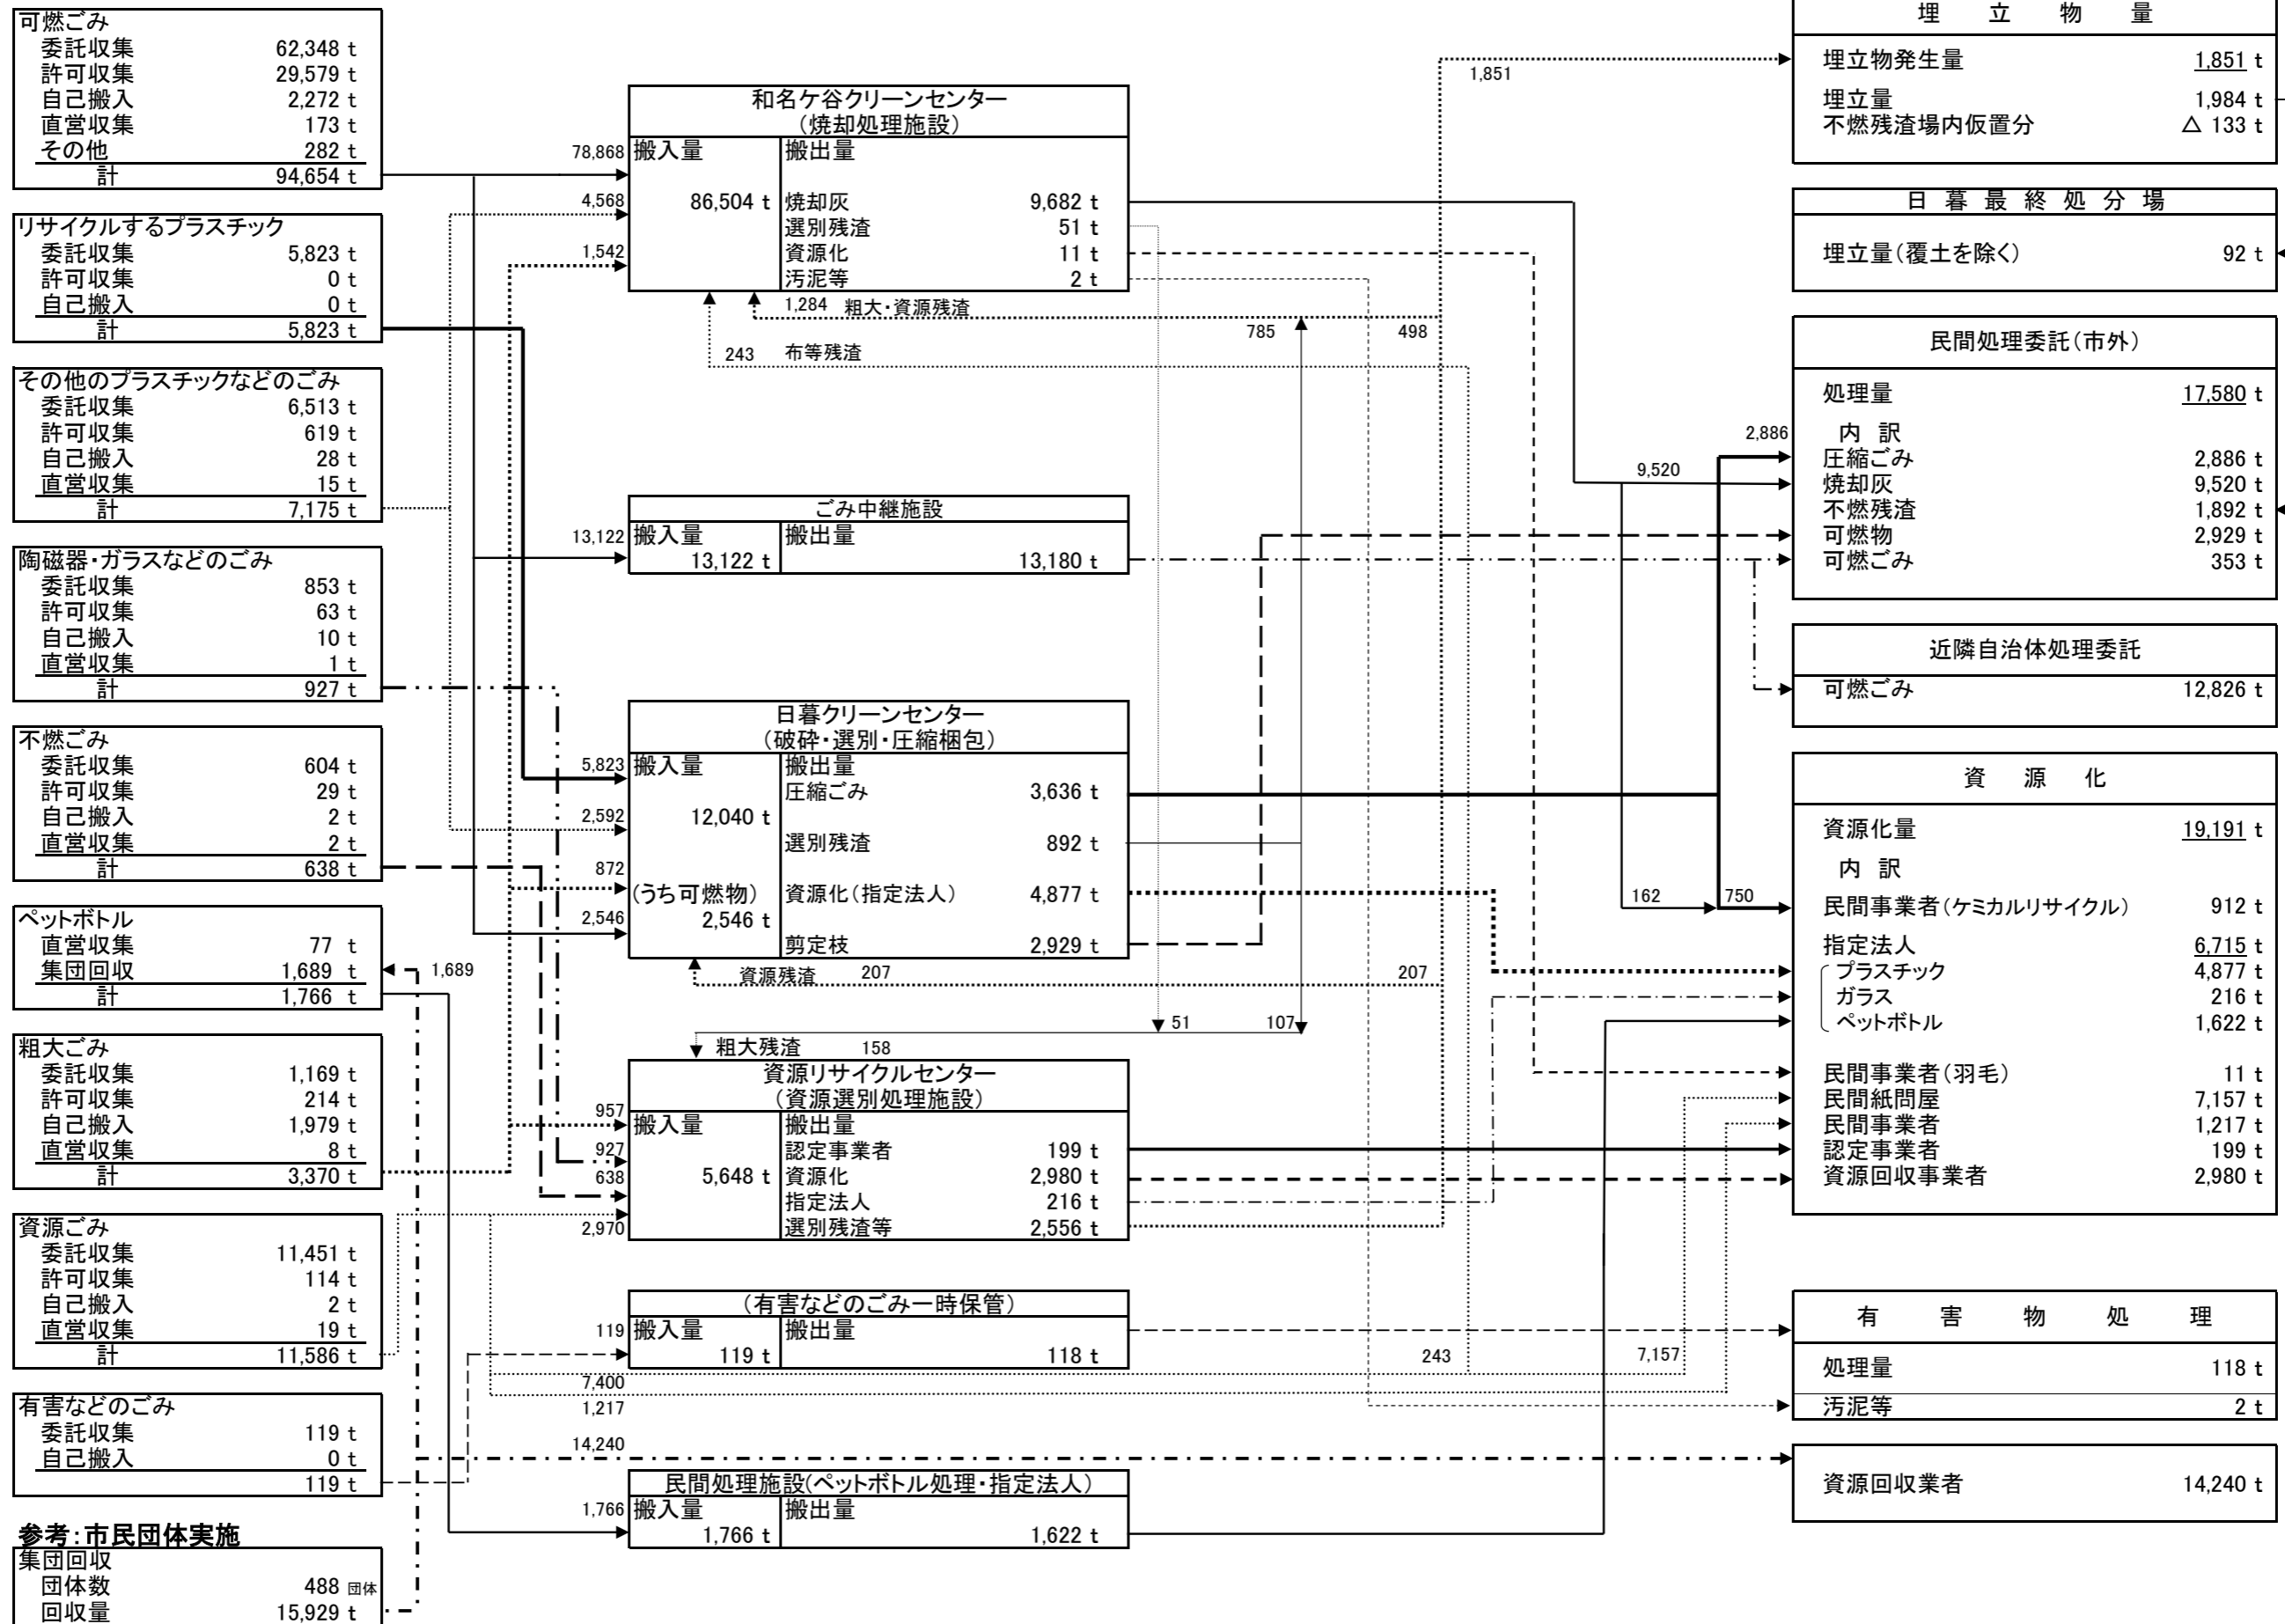 可燃ごみ
委託収集 62,348 t
許可収集 29,579 t
自己搬入 2,272 t
直営収集 173 t
その他 282 t
計 94,654 t
リサイクルするプラスチック
委託収集 5,823 t
許可収集 0 t
自己搬入 0 t
計 5,823 t
その他のプラスチックなどのごみ
委託収集 6,513 t
許可収集 619 t
自己搬入 28 t
直営収集 15 t
計 7,175 t
陶磁器・ガラスなどのごみ
委託収集 853 t
許可収集 63 t
自己搬入 10 t
直営収集 1 t
計 927 t
不燃ごみ
委託収集 604 t
許可収集 29 t
自己搬入 2 t
直営収集 2 t
計 638 t
ペットボトル
直営収集 77 t
集団回収 1,689 t
計 1,766 t
1,689
粗大ごみ
委託収集 1,169 t
許可収集 214 t
自己搬入 1,979 t
直営収集 8 t
計 3,370 t
資源ごみ
委託収集 11,451 t
許可収集 114 t
自己搬入 2 t
直営収集 19 t
計 11,586 t
有害などのごみ
委託収集 119 t
自己搬入 0 t
119 t
参考:市民団体実施
集団回収
団体数 488 団体
回収量 15,929 t
和名ケ谷クリーンセンター
(焼却処理施設)
78,868 搬入量 搬出量
4,568 86,504 t 焼却灰 9,682 t
選別残渣 51 t
1,542 資源化 11 t
汚泥等 2 t
1,284 粗大・資源残渣
785 498
243 布等残渣
ごみ中継施設
13,122 搬入量 搬出量
13,122 t 13,180 t
日暮クリーンセンター
(破砕・選別・圧縮梱包)
5,823 搬入量 搬出量
圧縮ごみ 3,636 t
2,592 12,040 t
選別残渣 892 t
872
(うち可燃物) 資源化(指定法人) 4,877 t
2,546 2,546 t
剪定枝 2,929 t
資源残渣 207 207
51 107
粗大残渣 158
資源リサイクルセンター
(資源選別処理施設)
957 搬入量 搬出量
927 認定事業者 199 t
638 5,648 t 資源化 2,980 t
指定法人 216 t
2,970 選別残渣等 2,556 t
(有害などのごみ一時保管)
119 搬入量 搬出量
119 t 118 t
243 7,157
7,400
1,217
14,240
民間処理施設(ペットボトル処理・指定法人)
1,766 搬入量 搬出量
1,766 t 1,622 t
埋立物量
1,851
埋立物発生量 1,851 t
埋立量 1,984 t
不燃残渣場内仮置分 △ 133 t
日暮最終処分場
埋立量(覆土を除く) 92 t
民間処理委託(市外)
処理量 17,580 t
内訳
2,886
圧縮ごみ 2,886 t
9,520
焼却灰 9,520 t
不燃残渣 1,892 t
可燃物 2,929 t
可燃ごみ 353 t
近隣自治体処理委託
可燃ごみ 12,826 t
資源化
資源化量 19,191 t
内訳
162 750
民間事業者(ケミカルリサイクル) 912 t
指定法人 6,715 t
プラスチック 4,877 t
ガラス 216 t
ペットボトル 1,622 t
民間事業者(羽毛) 11 t
民間紙問屋 7,157 t
民間事業者 1,217 t
認定事業者 199 t
資源回収事業者 2,980 t
有害物処理
処理量 118 t
汚泥等 2 t
資源回収業者 14,240 t